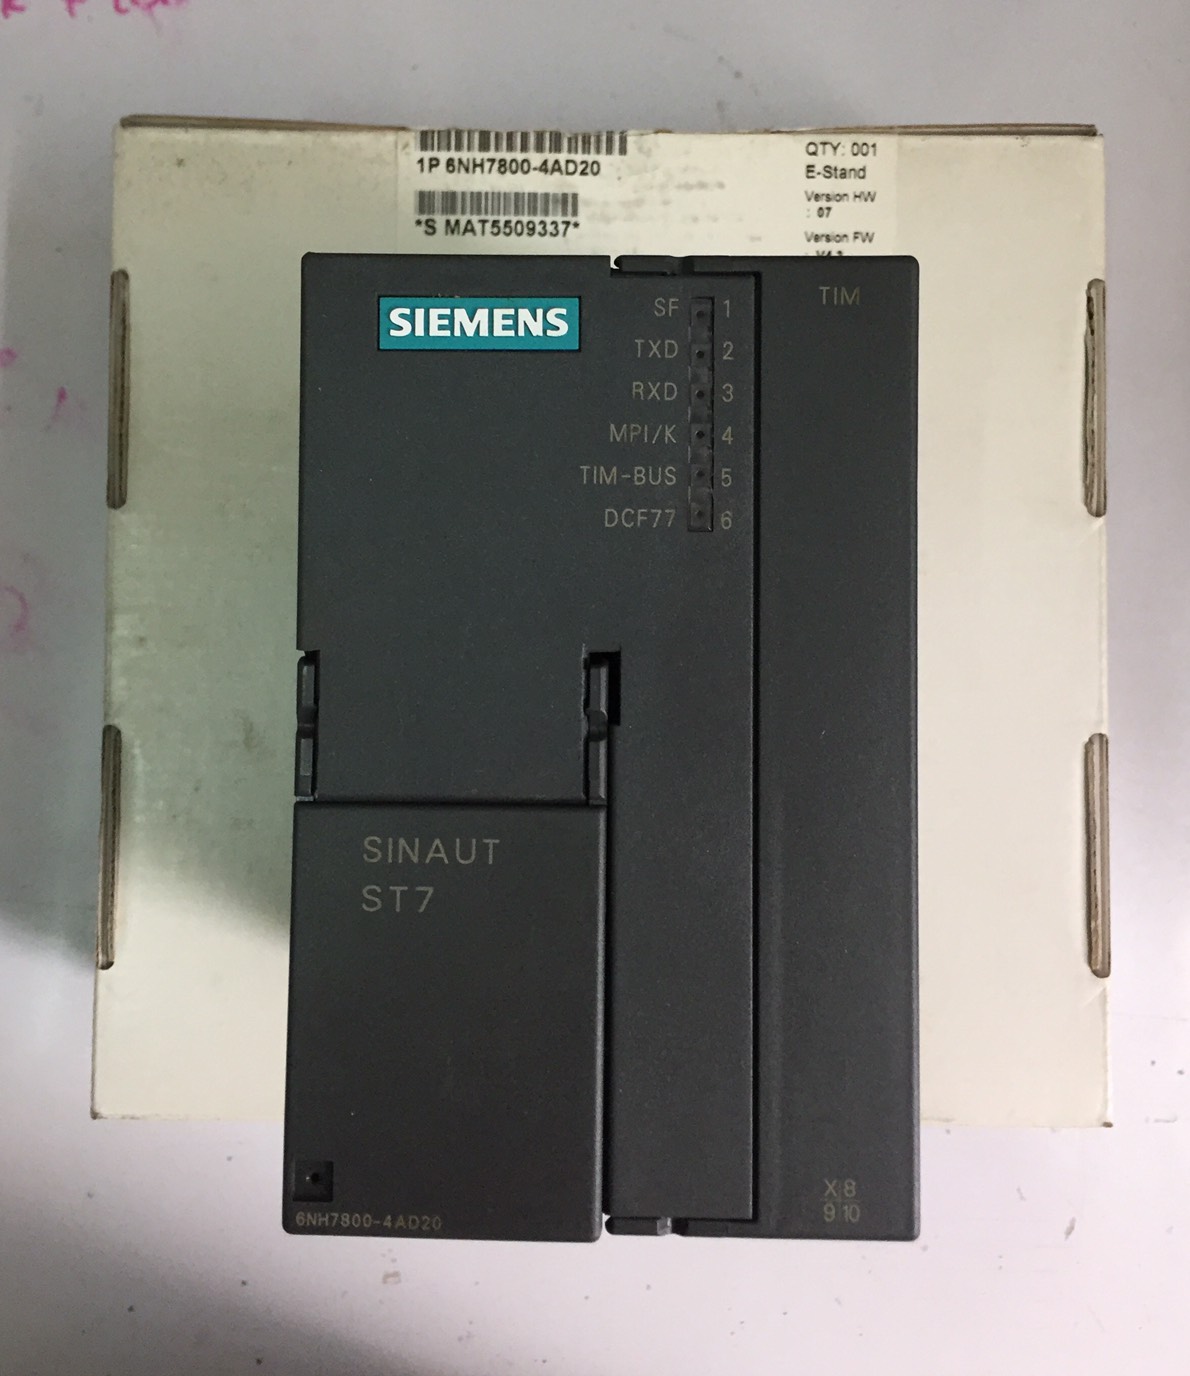 1P 6NH7800-4AD20
*S MAT5509337*
QTY: 001
E-Stand
Version HW
: 07
Version FW
SIEMENS
TIM
SF 1
TXD 2
RXD 3
MPI/K 4
TIM-BUS 5
DCF77 6
SINAUT
ST7
6NH7800-4AD20
X 8
9 10